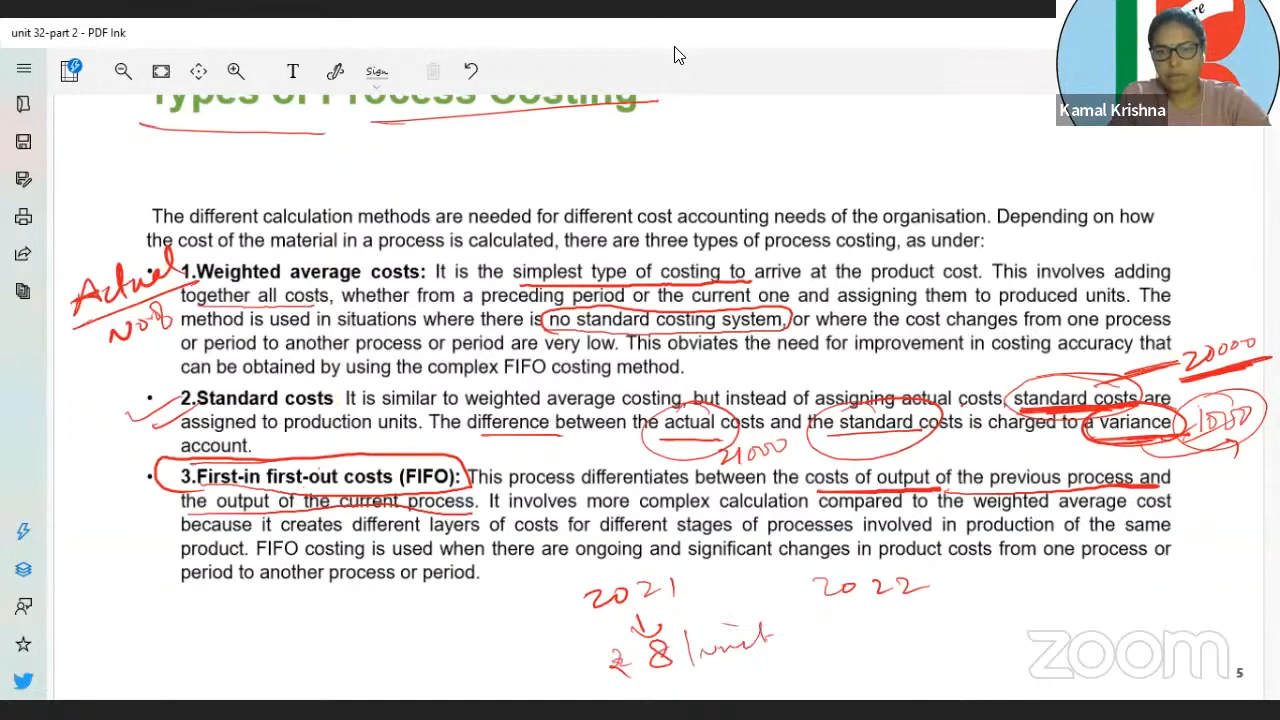 unit 32-part 2 - PDF Ink
Sign
Kamal Krishna
Types of Process Costing
The different calculation methods are needed for different cost accounting needs of the organisation. Depending on how
the cost of the material in a process is calculated, there are three types of process costing, as under:
• 1.Weighted average costs: It is the simplest type of costing to arrive at the product cost. This involves adding
together all costs, whether from a preceding period or the current one and assigning them to produced units. The
method is used in situations where there is no standard costing system, or where the cost changes from one process
or period to another process or period are very low. This obviates the need for improvement in costing accuracy that
can be obtained by using the complex FIFO costing method.
• 2.Standard costs It is similar to weighted average costing, but instead of assigning actual costs, standard costs are
assigned to production units. The difference between the actual costs and the standard costs is charged to a variance
account.
• 3.First-in first-out costs (FIFO): This process differentiates between the costs of output of the previous process and
the output of the current process. It involves more complex calculation compared to the weighted average cost
because it creates different layers of costs for different stages of processes involved in production of the same
product. FIFO costing is used when there are ongoing and significant changes in product costs from one process or
period to another process or period.
Actual
20000
1000
21000
2021 2022
₹ 8/unit
zoom
5